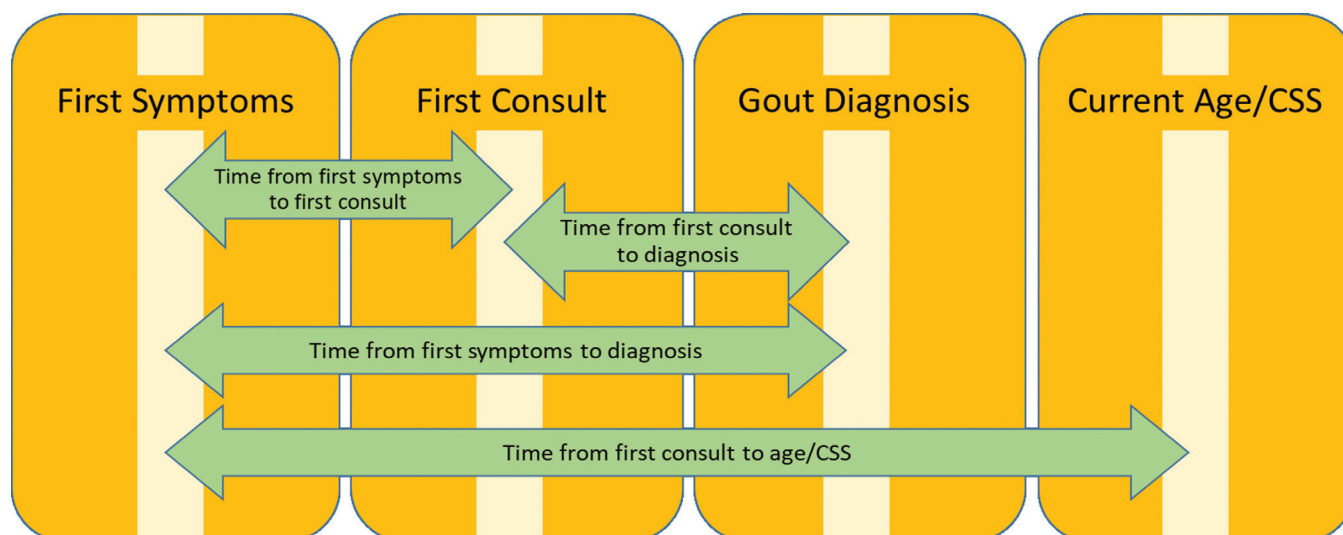 First Symptoms
First Consult
Gout Diagnosis
Current Age/CSS
Time from first symptoms
to first consult
Time from first consult
to diagnosis
Time from first symptoms to diagnosis
Time from first consult to age/CSS